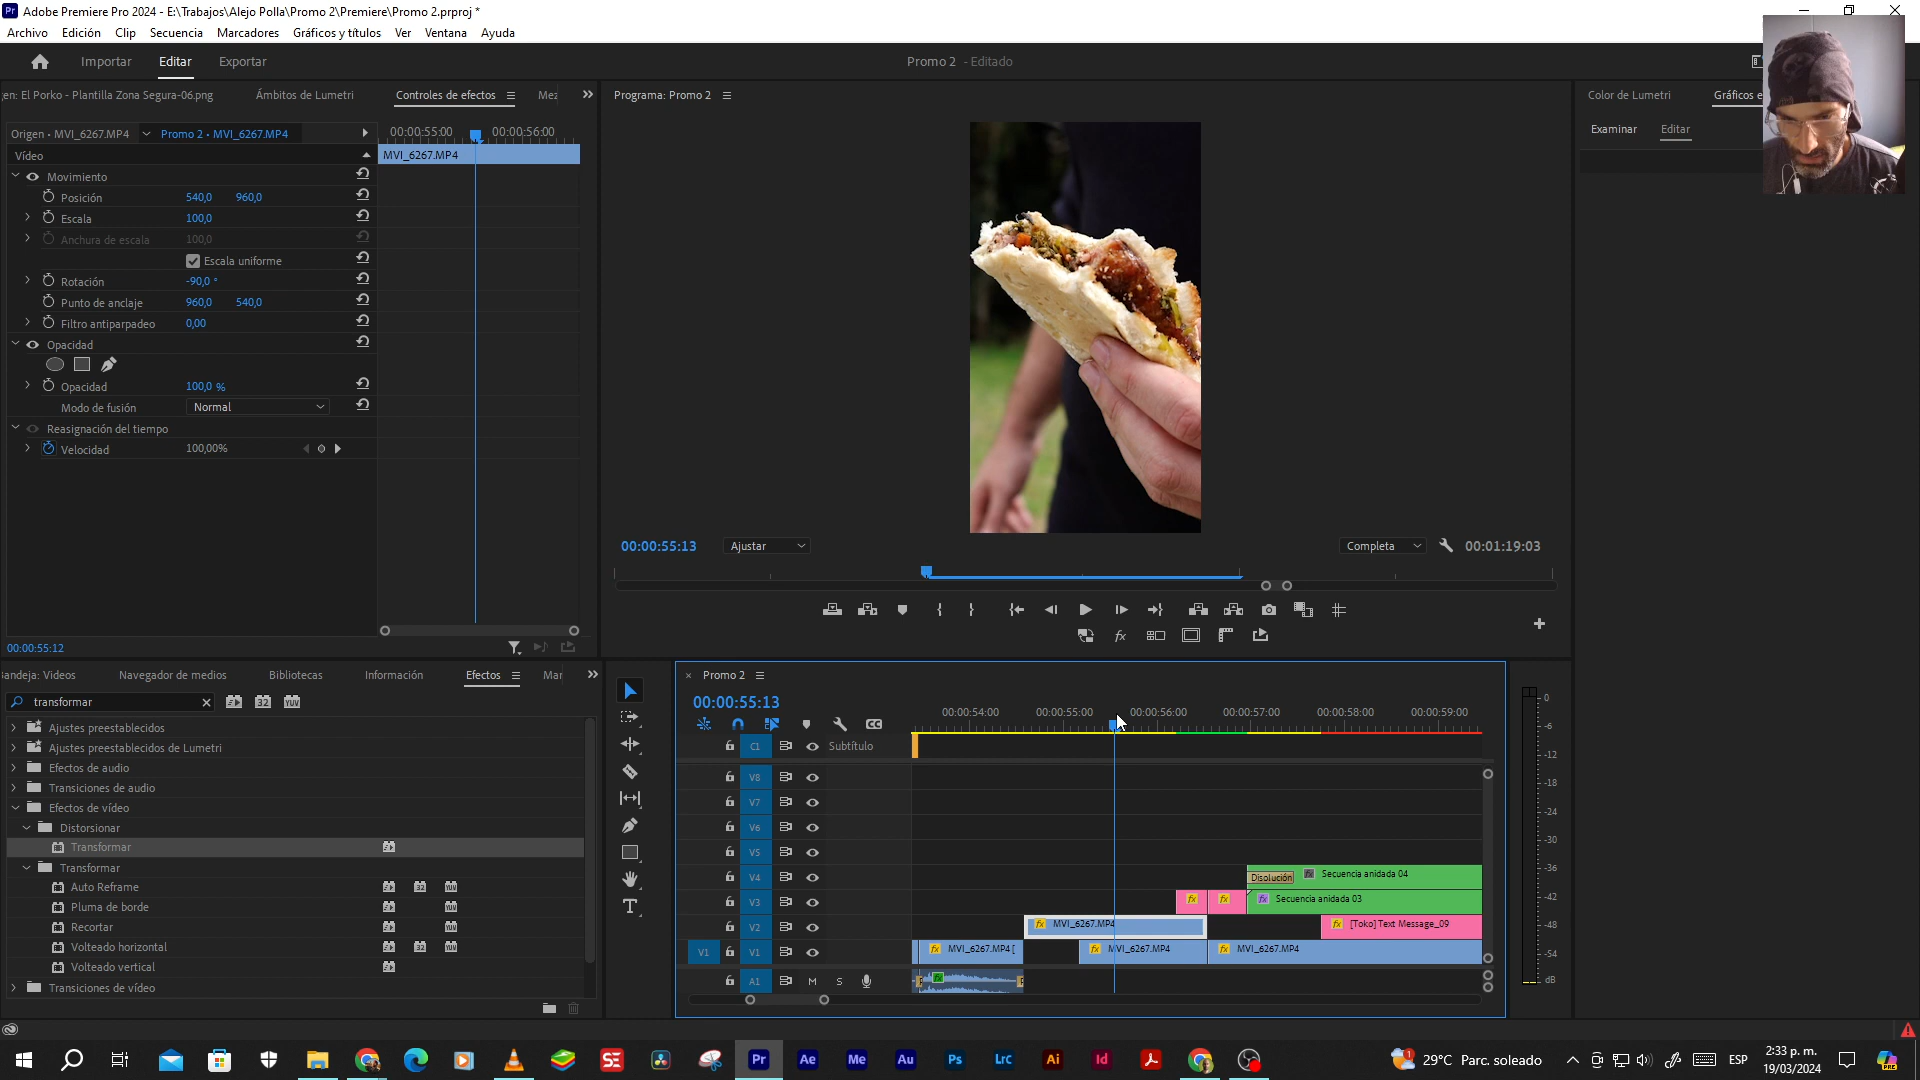 Adobe Premiere Pro 2024 - E:\Trabajos\Alejo Polla\Promo 2\Premiere\Promo 2.prproj *
Archivo Edición Clip Secuencia Marcadores Gráficos y títulos Ver Ventana Ayuda
Importar Editar Exportar
Promo 2 - Editado
en: El Porko - Plantilla Zona Segura-06.png Ámbitos de Lumetri Controles de efectos
Programa: Promo 2
Color de Lumetri Gráficos e
Examinar Editar
Origen • MVI_6267.MP4 Promo 2 • MVI_6267.MP4 00:00:55:00 00:00:56:00
Vídeo MVI_6267.MP4
Movimiento
Posición 540,0 960,0
Escala 100,0
Anchura de escala 100,0
Escala uniforme
Rotación -90,0 °
Punto de anclaje 960,0 540,0
Filtro antiparpadeo 0,00
Opacidad
Opacidad 100,0 %
Modo de fusión Normal
Reasignación del tiempo
Velocidad 100,00%
00:00:55:12
00:00:55:13 Ajustar Completa 00:01:19:03
andeja: Videos Navegador de medios Bibliotecas Información Efectos
transformar
Ajustes preestablecidos
Ajustes preestablecidos de Lumetri
Efectos de audio
Transiciones de audio
Efectos de vídeo
Distorsionar
Transformar
Transformar
Auto Reframe
Pluma de borde
Recortar
Volteado horizontal
Volteado vertical
Transiciones de vídeo
Promo 2
00:00:55:13
00:00:54:00 00:00:55:00 00:00:56:00 00:00:57:00 00:00:58:00 00:00:59:00
C1 Subtítulo
V8
V7
V6
V5
V4 Disolución Secuencia anidada 04
V3 Secuencia anidada 03
V2 MVI_6267.MP4 [Toko] Text Message_09
V1 V1 MVI_6267.MP4 [ MVI_6267.MP4 MVI_6267.MP4
A1 M S
0
-6
-12
-18
-24
-30
-36
-42
-48
-54
dB
29°C Parc. soleado
ESP
2:33 p. m.
19/03/2024